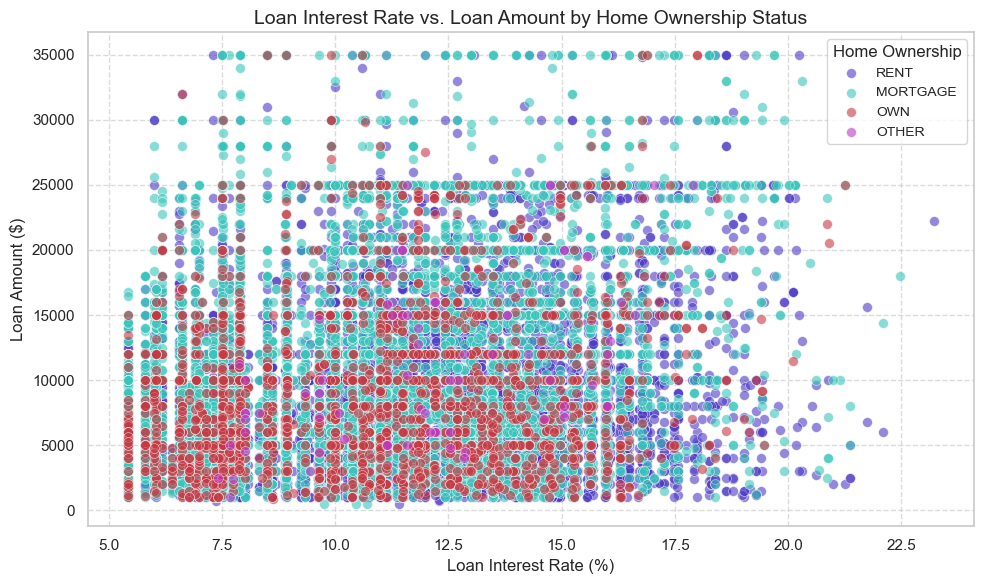 Loan Interest Rate vs. Loan Amount by Home Ownership Status
Loan Amount ($)
35000
30000
25000
20000
15000
10000
5000
0
Home Ownership
RENT
MORTGAGE
OWN
OTHER
5.0 7.5 10.0 12.5 15.0 17.5 20.0 22.5
Loan Interest Rate (%)